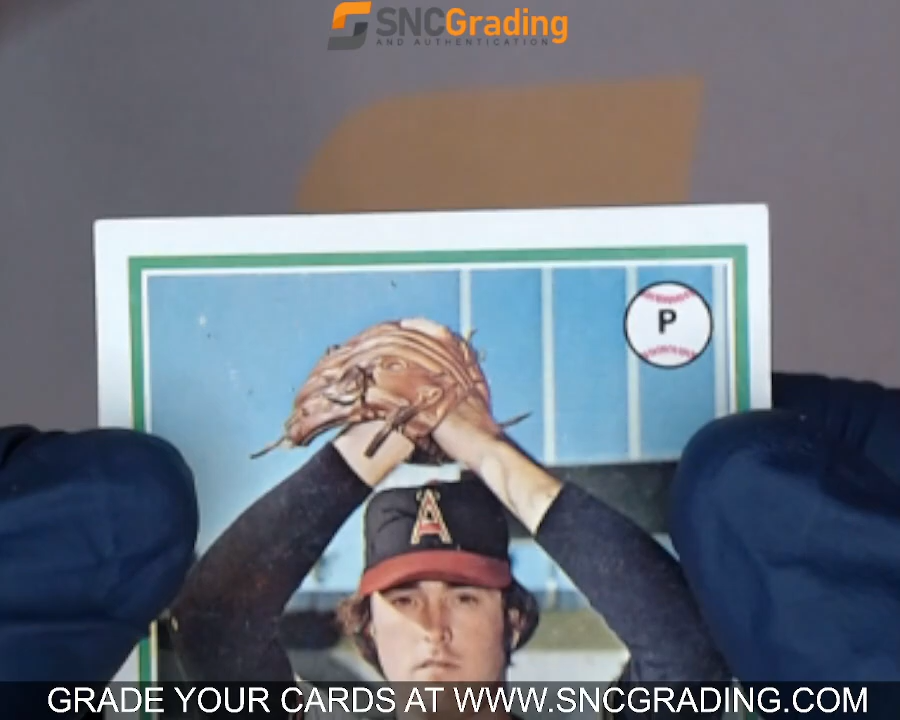 SNCGrading
AND AUTHENTICATION
P
A
GRADE YOUR CARDS AT WWW.SNCGRADING.COM